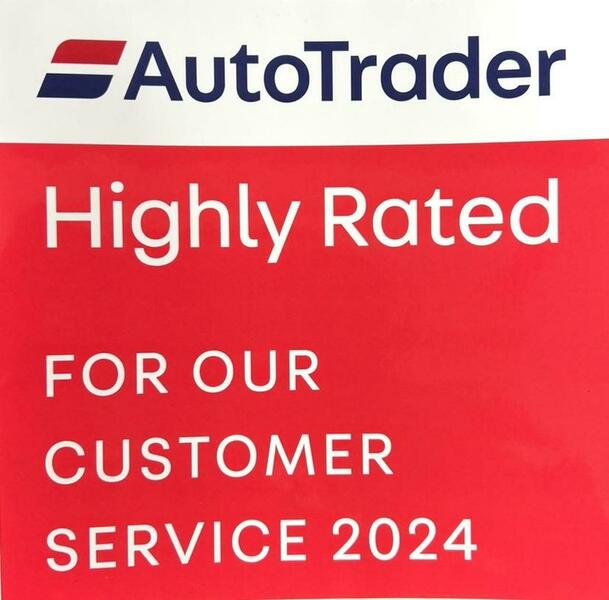 AutoTrader
Highly Rated
FOR OUR
CUSTOMER
SERVICE 2024